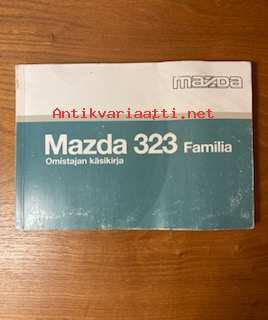 mazda
Antikvariaatti.net
Mazda 323 Familia
Omistajan käsikirja